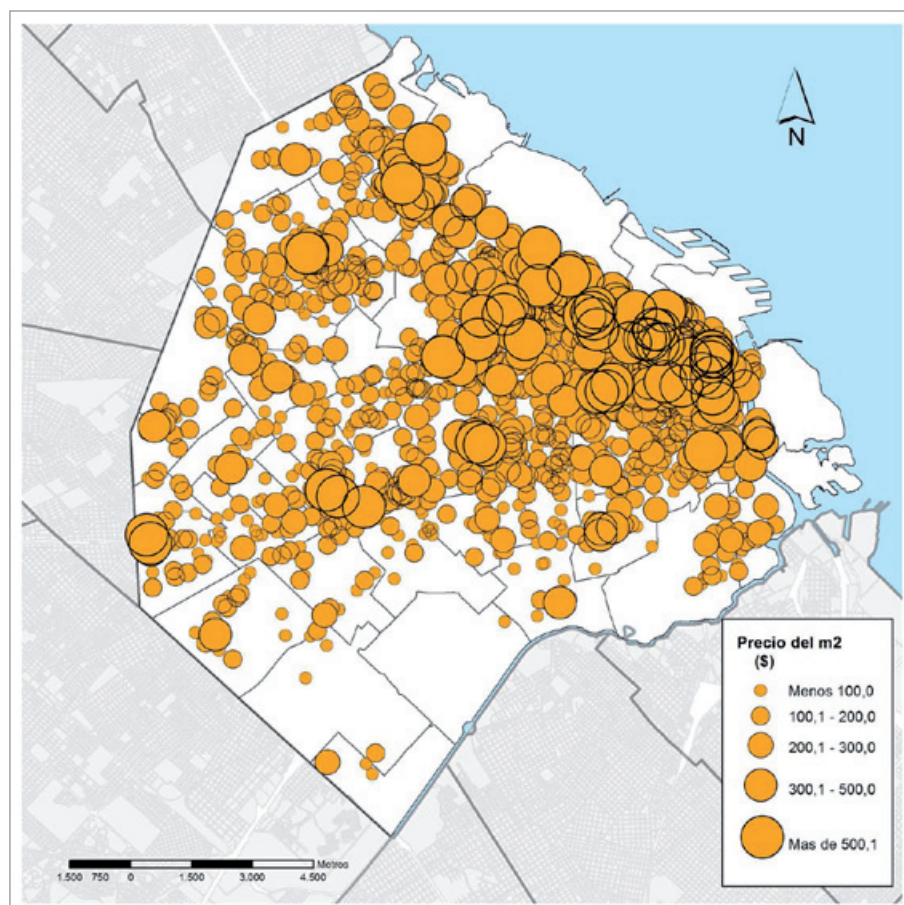 N
Precio del m2
($)
Menos 100,0
100,1 - 200,0
200,1 - 300,0
300,1 - 500,0
Mas de 500,1
Metros
1.500 750 0 1.500 3.000 4.500